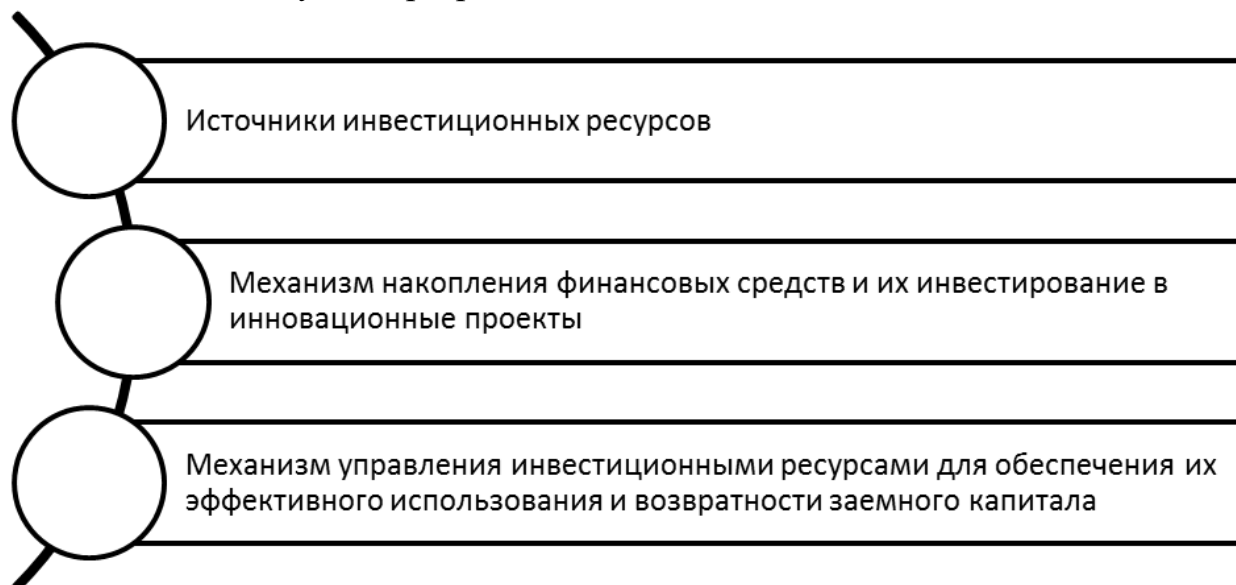 Источники инвестиционных ресурсов
Механизм накопления финансовых средств и их инвестирование в
инновационные проекты
Механизм управления инвестиционными ресурсами для обеспечения их
эффективного использования и возвратности заемного капитала